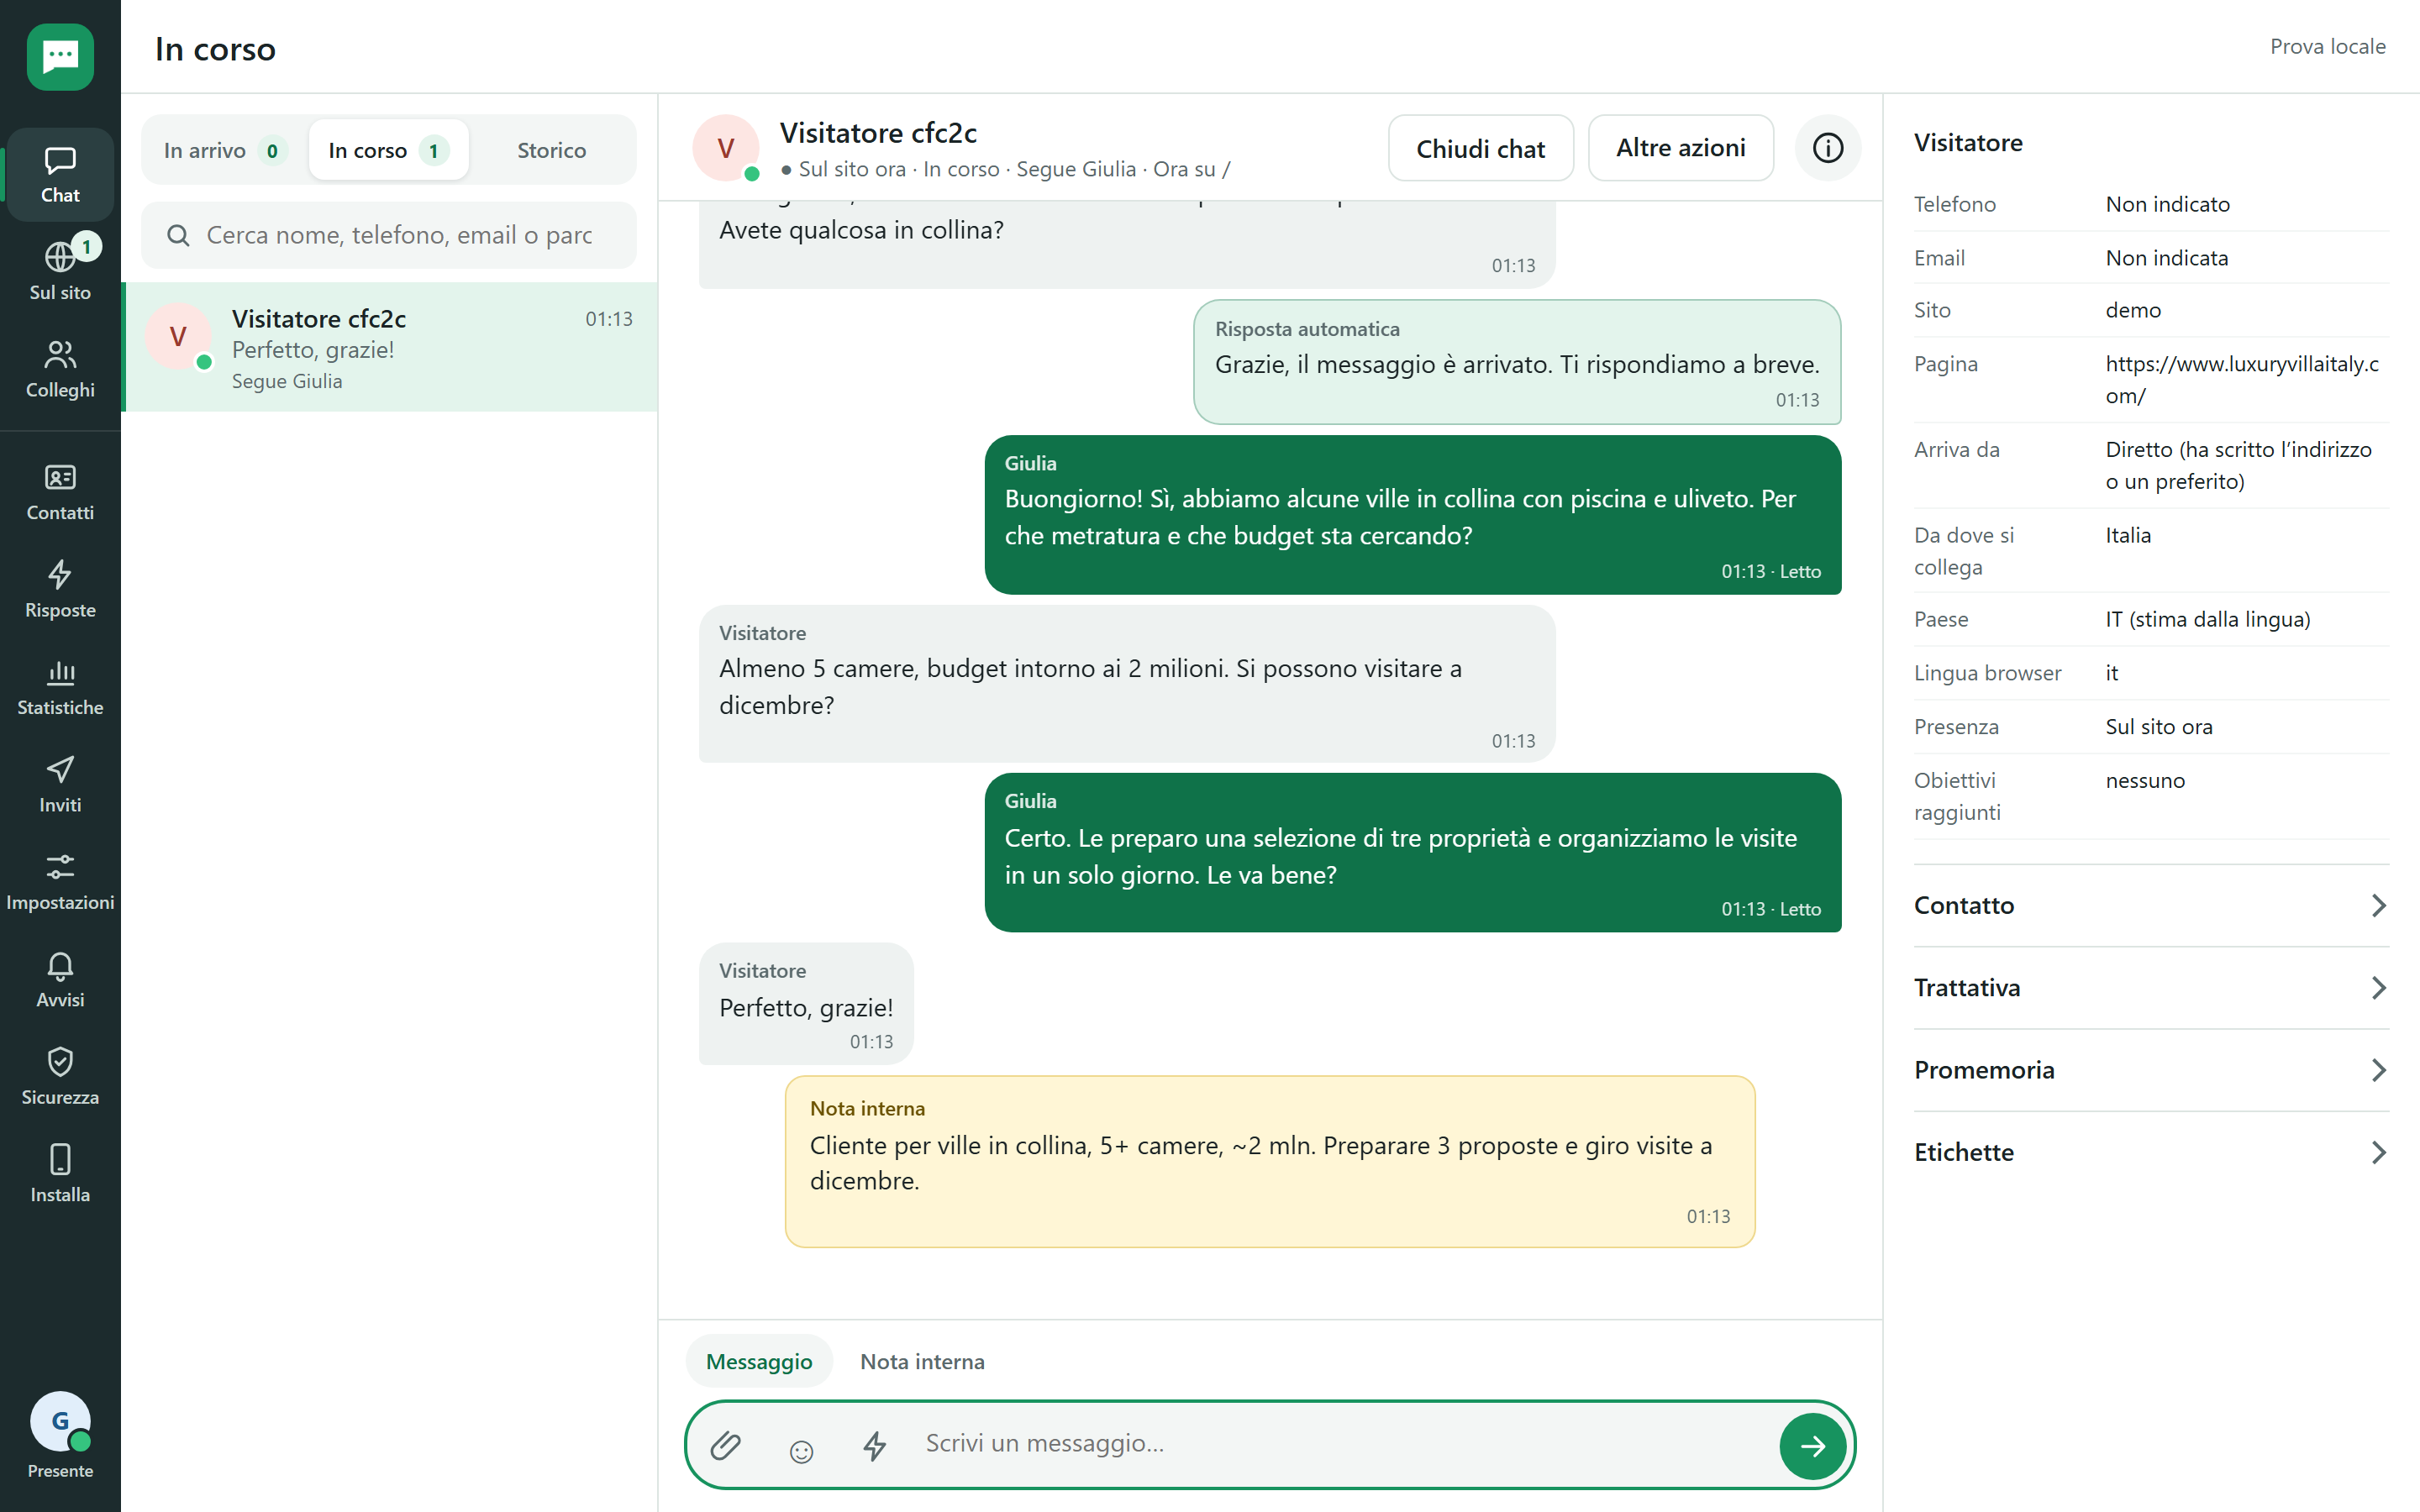 In corso
Prova locale
Chat
1
Sul sito
Colleghi
Contatti
Risposte
Statistiche
Inviti
Impostazioni
Avvisi
Sicurezza
Installa
G
Presente
In arrivo 0
In corso 1
Storico
Cerca nome, telefono, email o parc
V
Visitatore cfc2c
01:13
Perfetto, grazie!
Segue Giulia
V
Visitatore cfc2c
● Sul sito ora · In corso · Segue Giulia · Ora su /
Chiudi chat
Altre azioni
Avete qualcosa in collina?
01:13
Risposta automatica
Grazie, il messaggio è arrivato. Ti rispondiamo a breve.
01:13
Giulia
Buongiorno! Sì, abbiamo alcune ville in collina con piscina e uliveto. Per
che metratura e che budget sta cercando?
01:13 · Letto
Visitatore
Almeno 5 camere, budget intorno ai 2 milioni. Si possono visitare a
dicembre?
01:13
Giulia
Certo. Le preparo una selezione di tre proprietà e organizziamo le visite
in un solo giorno. Le va bene?
01:13 · Letto
Visitatore
Perfetto, grazie!
01:13
Nota interna
Cliente per ville in collina, 5+ camere, ~2 mln. Preparare 3 proposte e giro visite a
dicembre.
01:13
Messaggio
Nota interna
Scrivi un messaggio...
Visitatore
Telefono
Non indicato
Email
Non indicata
Sito
demo
Pagina
https://www.luxuryvillaitaly.c
om/
Arriva da
Diretto (ha scritto l’indirizzo
o un preferito)
Da dove si
collega
Italia
Paese
IT (stima dalla lingua)
Lingua browser
it
Presenza
Sul sito ora
Obiettivi
raggiunti
nessuno
Contatto
Trattativa
Promemoria
Etichette